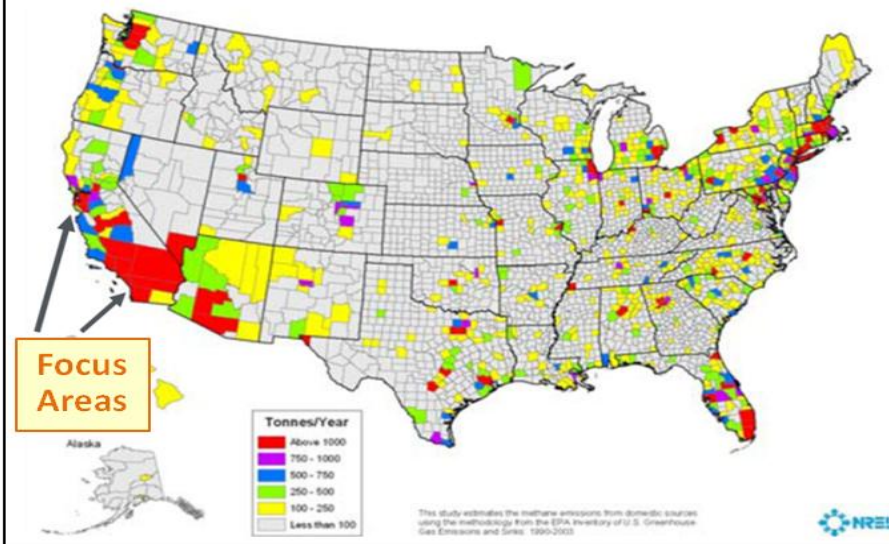 Focus
Areas
Alaska
Tonnes/Year
Above 1000
750 - 1000
500 - 750
250 - 500
100 - 250
Less than 100
This study estimates the methane emissions from domestic sources
using the methodology from the EPA Inventory of U.S. Greenhouse
Gas Emissions and Sinks: 1990-2003